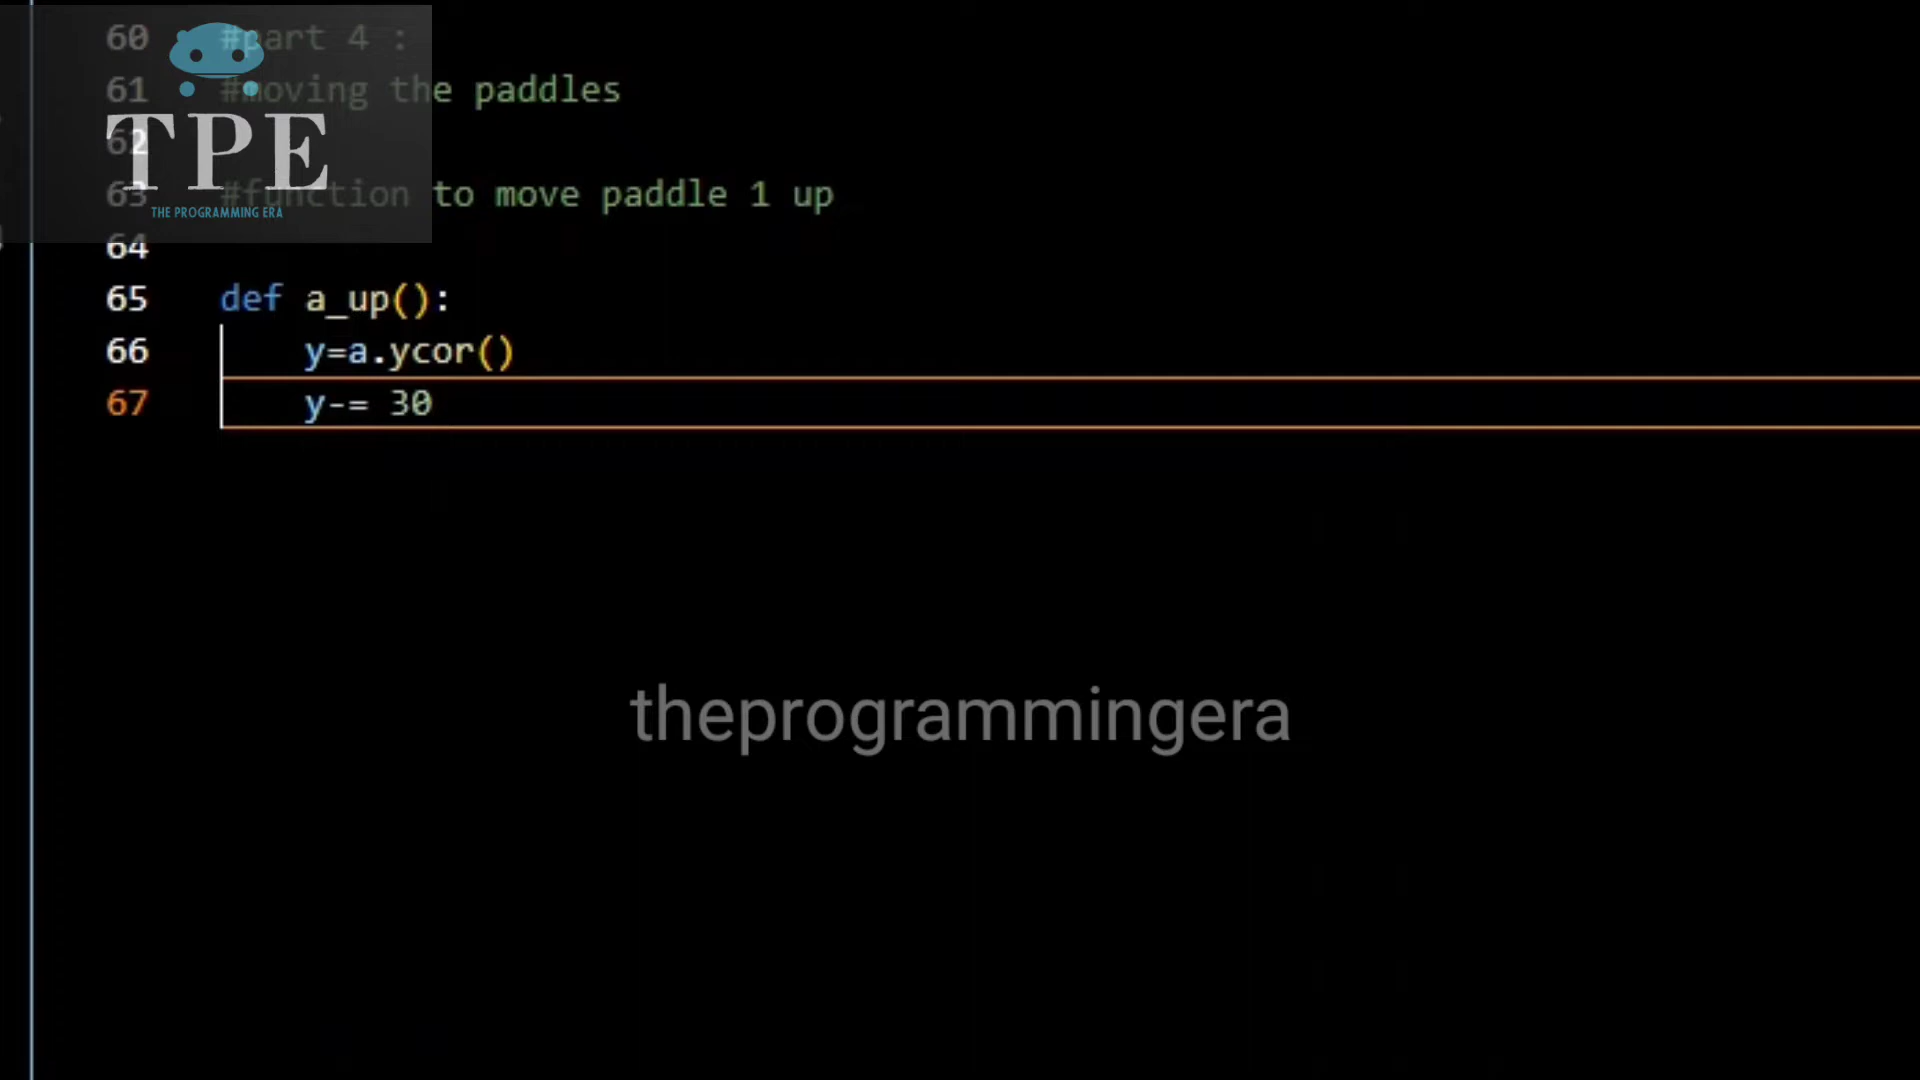 60 #part 4 :
61 #moving the paddles
62
63 #function to move paddle 1 up
64
65 def a_up():
66 y=a.ycor()
67 y-= 30
TPE
THE PROGRAMMING ERA
theprogrammingera